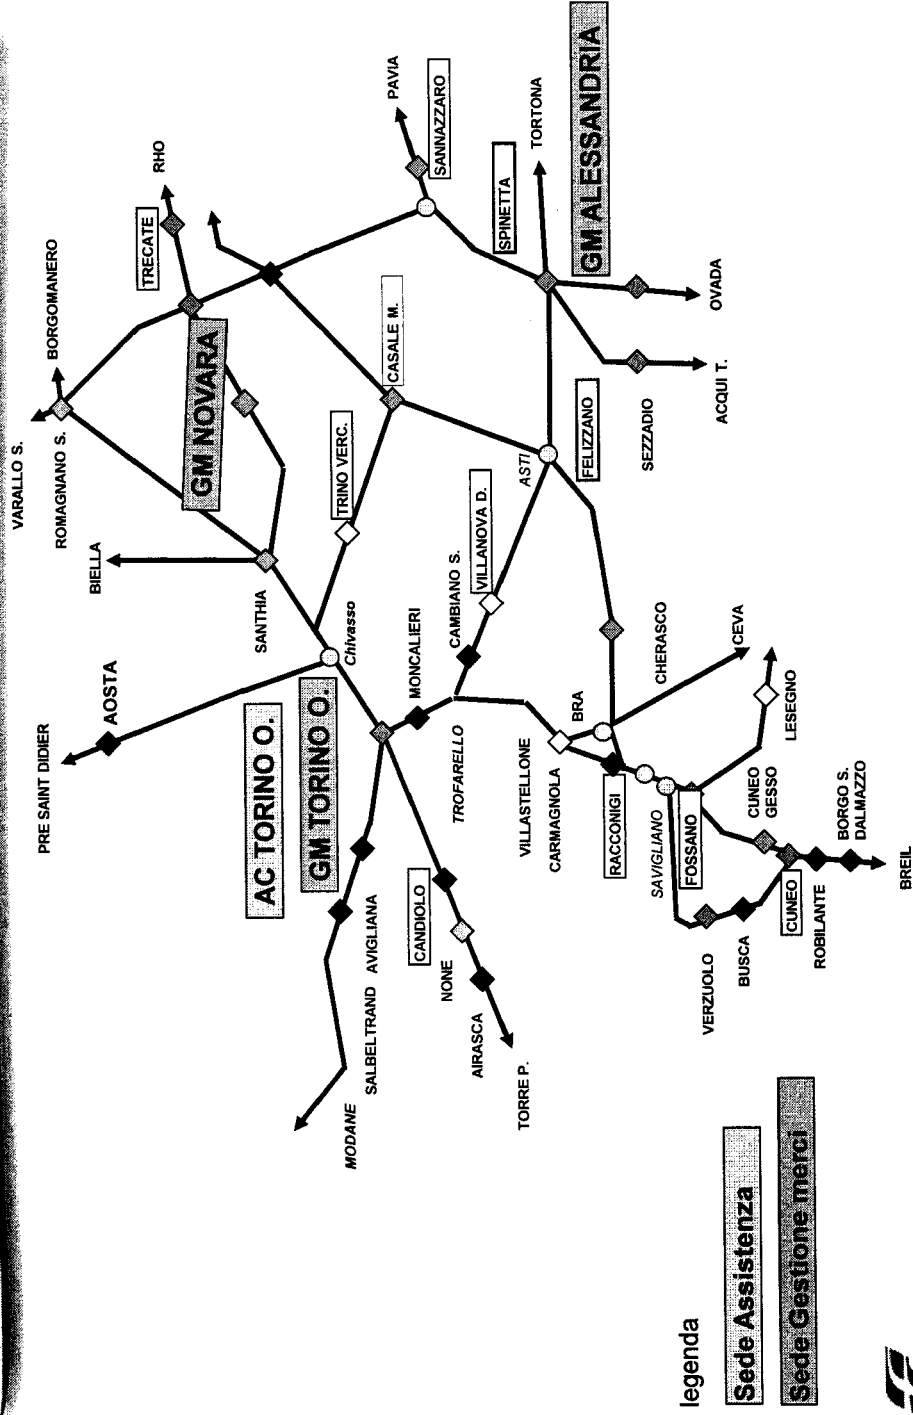 VARALLO S.
BORGOMANERO
ROMAGNANO S.
RHO
TRECATE
GM NOVARA
BIELLA
SANTHIA
PRE SAINT DIDIER
AOSTA
Chivasso
TRINO VERC.
CASALE M.
PAVIA
SANNAZZARO
SPINETTA
TORTONA
GM ALESSANDRIA
OVADA
ACQUI T.
SEZZADIO
FELIZZANO
ASTI
VILLANOVA D.
CAMBIANO S.
MONCALIERI
AC TORINO O.
GM TORINO O.
TROFARELLO
MODANE
SALBELTRAND
AVIGLIANA
CANDIOLO
NONE
AIRASCA
TORRE P.
VILLASTELLONE
CARMAGNOLA
BRA
CHERASCO
CEVA
RACCONIGI
SAVIGLIANO
FOSSANO
LESEGNO
CUNEO
GESSO
VERZUOLO
BUSCA
CUNEO
ROBILANTE
BORGO S.
DALMAZZO
BREIL
legenda
Sede Assistenza
Sede Gestione merci